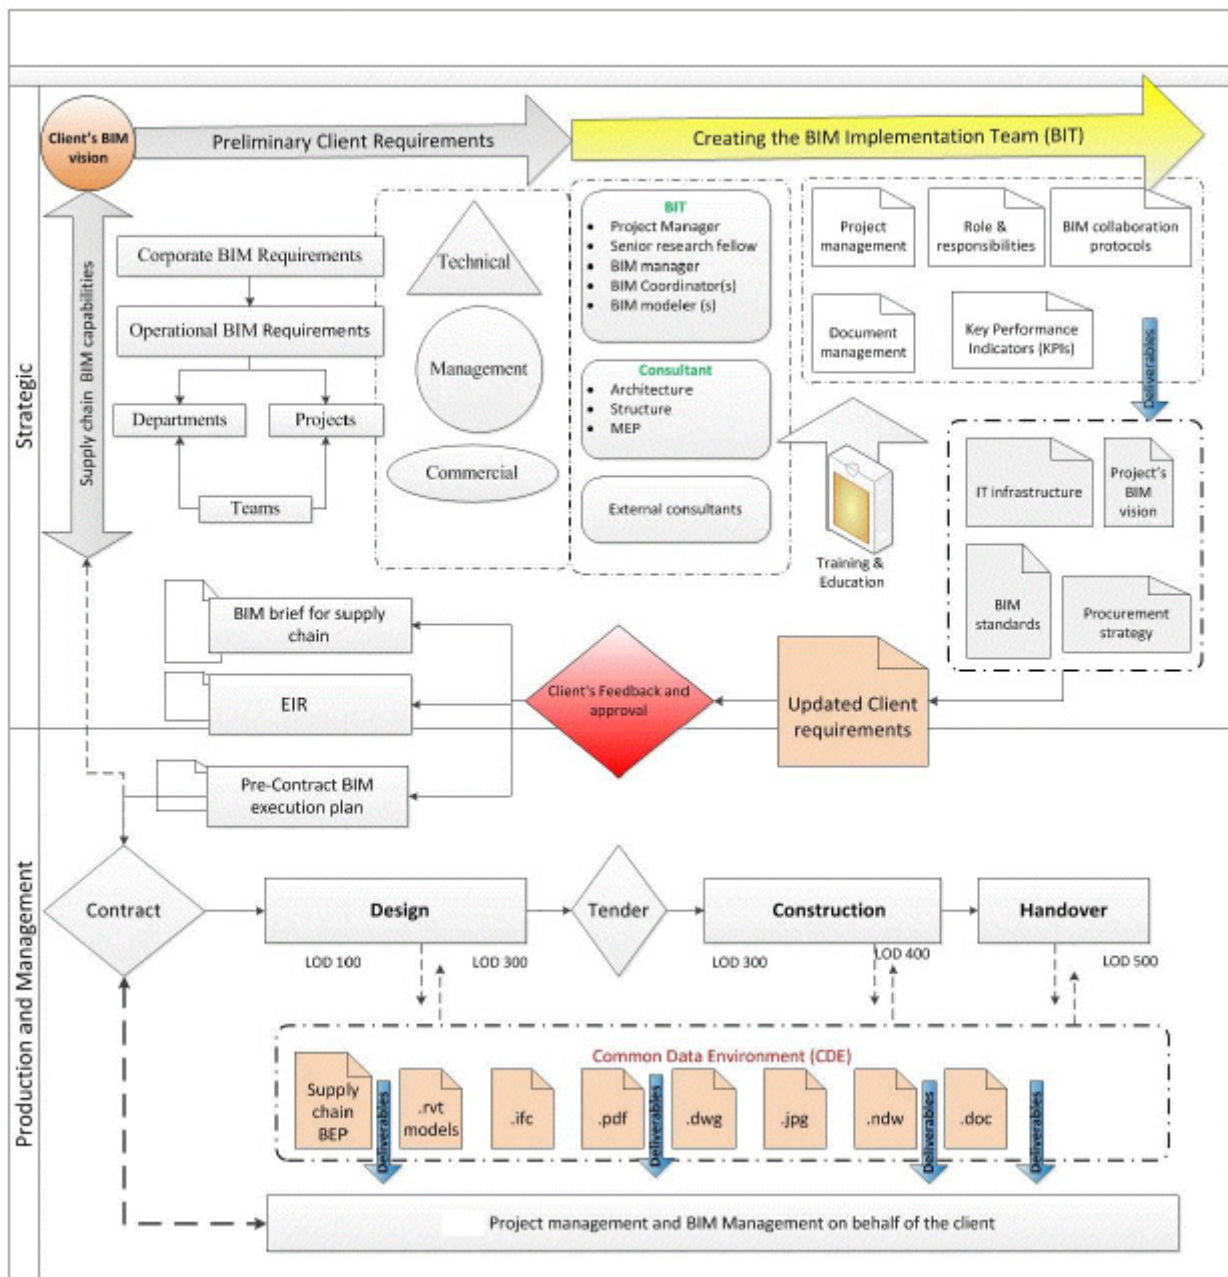 Client's BIM
vision
Preliminary Client Requirements
Creating the BIM Implementation Team (BIT)
Strategic
Supply chain BIM capabilities
Corporate BIM Requirements
Operational BIM Requirements
Departments
Projects
Teams
Technical
Management
Commercial
BIT
• Project Manager
• Senior research fellow
• BIM manager
• BIM Coordinator(s)
• BIM modeler (s)
Consultant
• Architecture
• Structure
• MEP
External consultants
Project
management
Role &
responsibilities
BIM collaboration
protocols
Document
management
Key Performance
Indicators (KPIs)
Deliverables
Training &
Education
IT infrastructure
Project's
BIM
vision
BIM
standards
Procurement
strategy
BIM brief for supply
chain
EIR
Pre-Contract BIM
execution plan
Client's Feedback and
approval
Updated Client
requirements
Production and Management
Contract
Design
Tender
Construction
Handover
LOD 100
LOD 300
LOD 300
LOD 400
LOD 500
Common Data Environment (CDE)
Supply
chain
BEP
Deliverables
.rvt
models
.ifc
.pdf
Deliverables
.dwg
.jpg
.ndw
Deliverables
.doc
Deliverables
Project management and BIM Management on behalf of the client